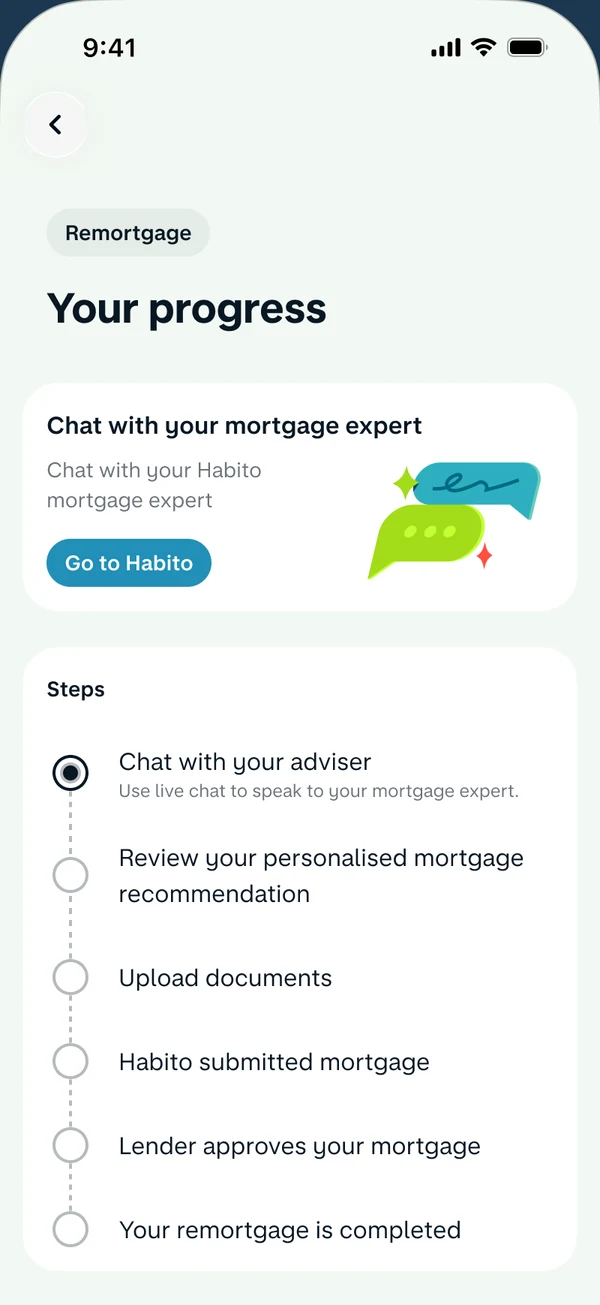 9:41
Remortgage
Your progress
Chat with your mortgage expert
Chat with your Habito
mortgage expert
Go to Habito
Steps
Chat with your adviser
Use live chat to speak to your mortgage expert.
Review your personalised mortgage
recommendation
Upload documents
Habito submitted mortgage
Lender approves your mortgage
Your remortgage is completed